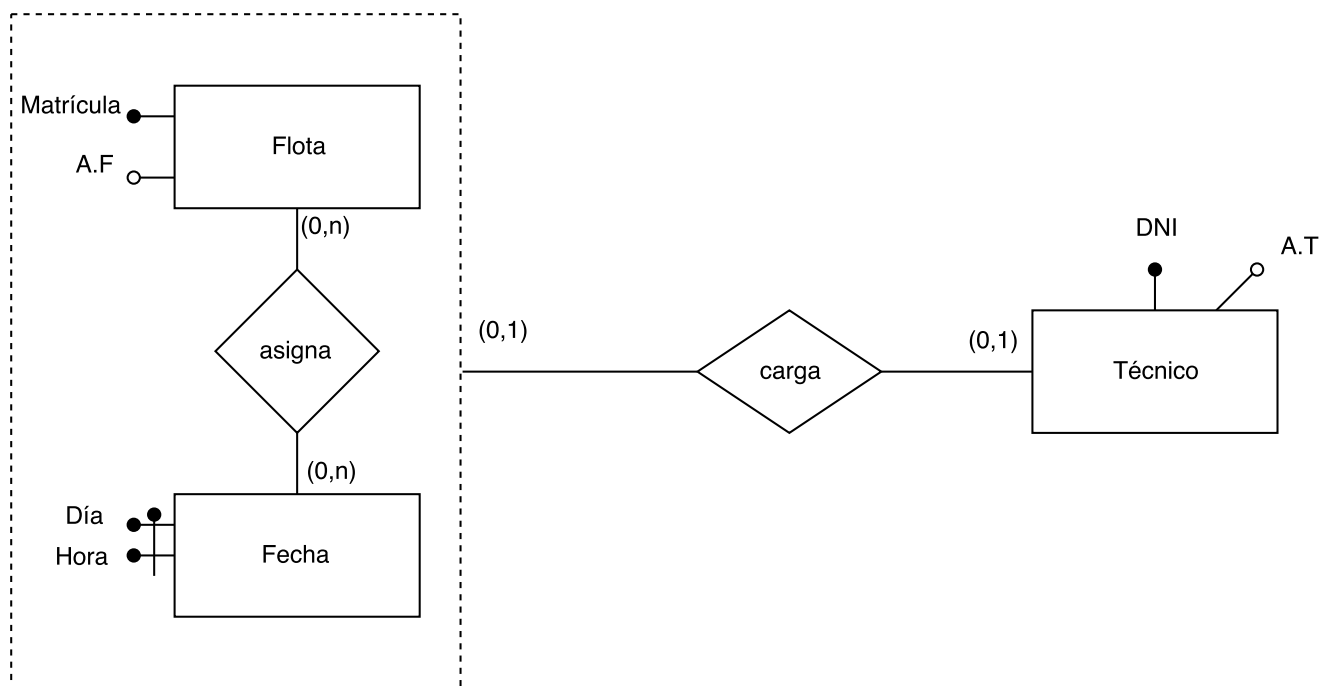 Matrícula
Flota
A.F
(0,n)
DNI
A.T
(0,1)
(0,1)
asigna
carga
Técnico
(0,n)
Día
Hora
Fecha